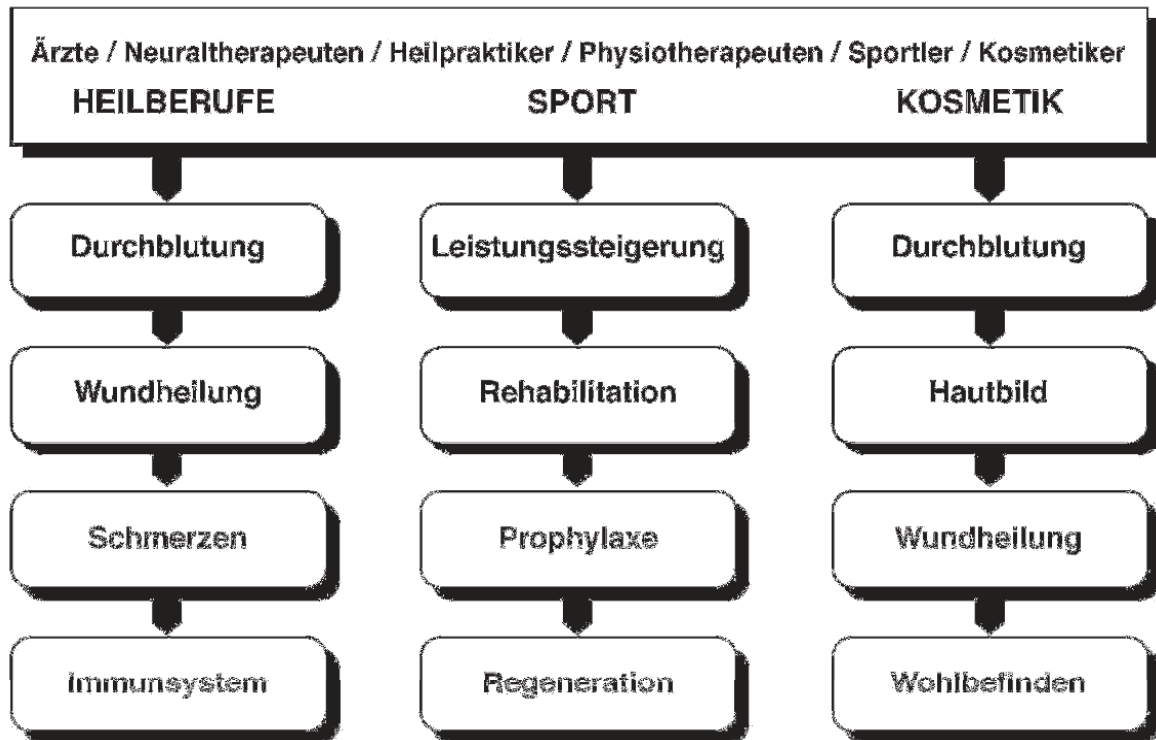 Ärzte / Neuraltherapeuten / Heilpraktiker / Physiotherapeuten / Sportler / Kosmetiker
HEILBERUFE SPORT KOSMETIK
Durchblutung Leistungssteigerung Durchblutung
Wundheilung Rehabilitation Hautbild
Schmerzen Prophylaxe Wundheilung
Immunsystem Regeneration Wohlbefinden